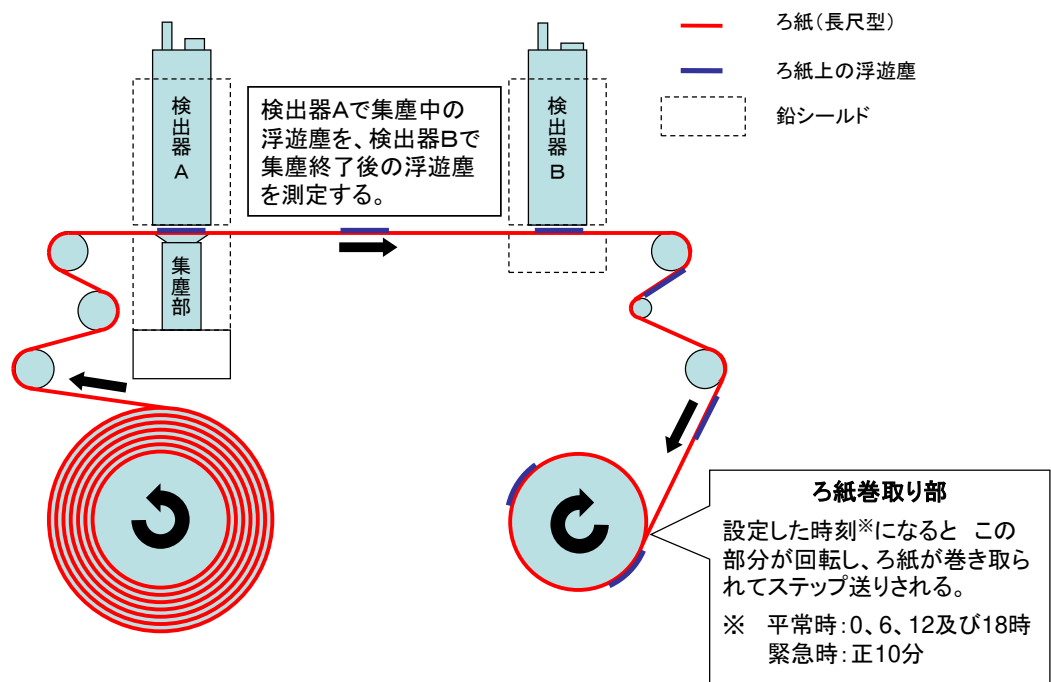 ろ紙(長尺型)
ろ紙上の浮遊塵
鉛シールド
検出器A
検出器Aで集塵中の
浮遊塵を、検出器Bで
集塵終了後の浮遊塵
を測定する。
検出器B
集塵部
ろ紙巻取り部
設定した時刻※になると この
部分が回転し、ろ紙が巻き取ら
れてステップ送りされる。
※ 平常時:0、6、12及び18時
緊急時:正10分